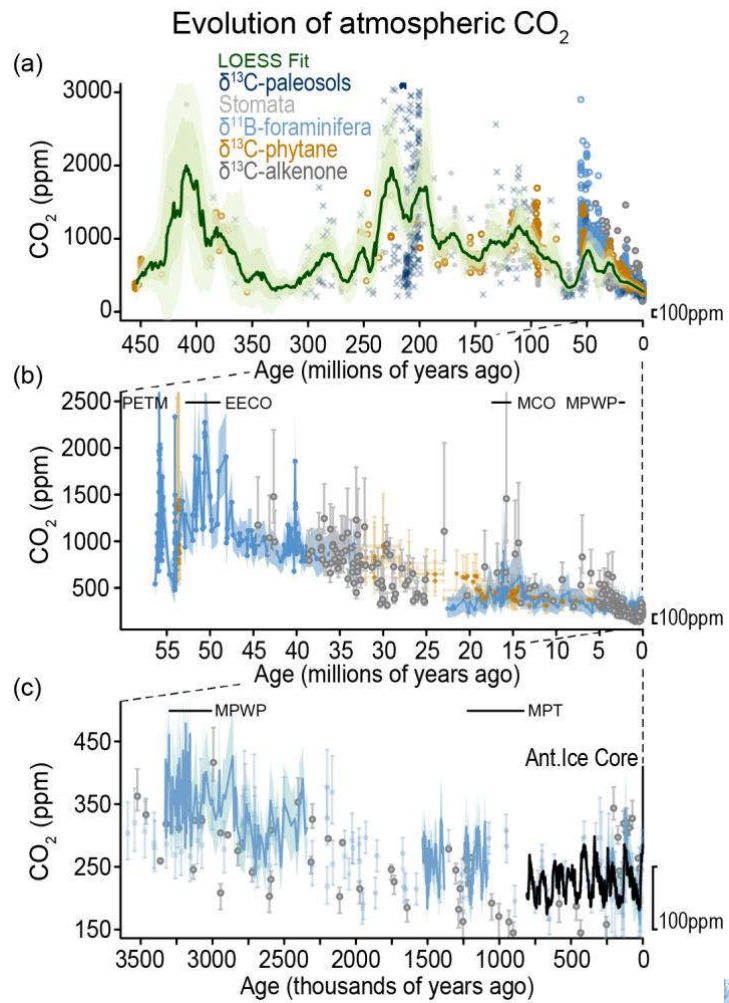 Evolution of atmospheric CO₂
(a)
LOESS Fit
δ¹³C-paleosols
Stomata
δ¹¹B-foraminifera
δ¹³C-phytane
δ¹³C-alkenone
3000
2000
1000
0
CO₂ (ppm)
450 400 350 300 250 200 150 100 50 0
100ppm
Age (millions of years ago)
(b)
2500
2000
1500
1000
500
CO₂ (ppm)
PETM EECO MCO MPWP
55 50 45 40 35 30 25 20 15 10 5 0
100ppm
Age (millions of years ago)
(c)
450
350
250
150
CO₂ (ppm)
MPWP MPT
Ant.Ice Core
100ppm
3500 3000 2500 2000 1500 1000 500 0
Age (thousands of years ago)